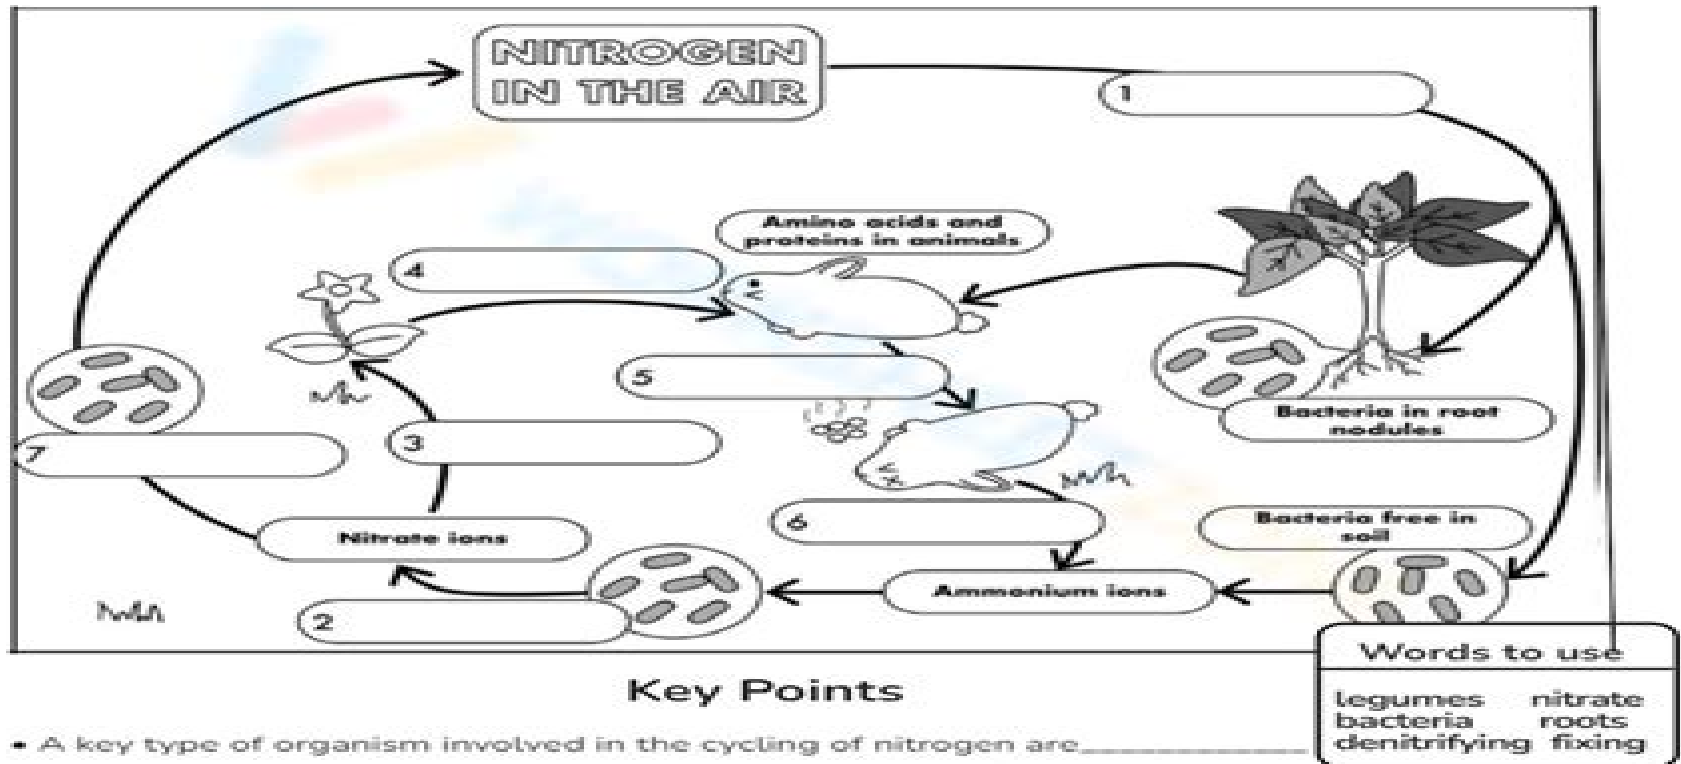 NITROGEN
IN THE AIR
1
Amino acids and
proteins in animals
4
5
Bacteria in root
nodules
3
7
6
Bacteria free in
soil
Nitrate ions
Ammonium ions
2
Words to use
legumes nitrate
bacteria roots
denitrifying fixing
Key Points
• A key type of organism involved in the cycling of nitrogen are____________